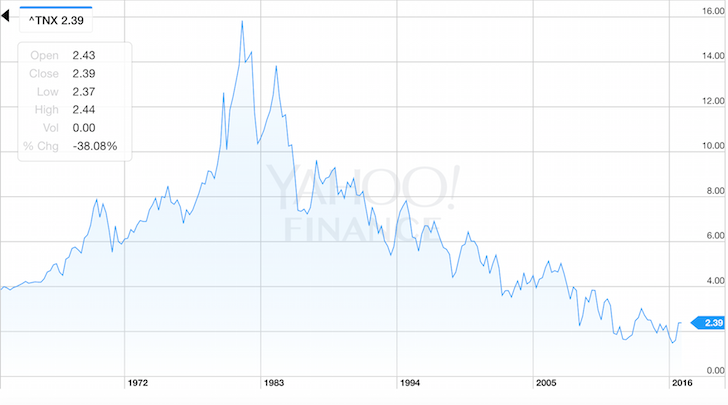 ^TNX 2.39
Open 2.43
Close 2.39
Low 2.37
High 2.44
Vol 0.00
% Chg -38.08%
YAHOO!
FINANCE
16.00
14.00
12.00
10.00
8.00
6.00
4.00
2.39
0.00
1972 1983 1994 2005 2016